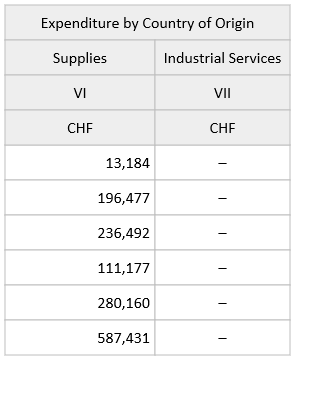 Expenditure by Country of Origin
Supplies Industrial Services
VI VII
CHF CHF
13,184 –
196,477 –
236,492 –
111,177 –
280,160 –
587,431 –